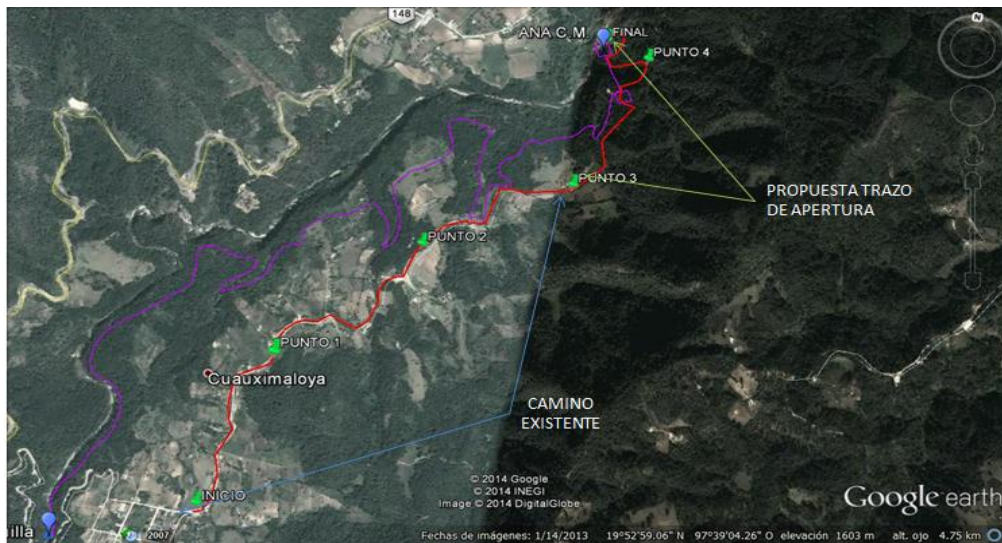 148
ANA C.M
FINAL
PUNTO 4
PUNTO 3
PROPUESTA TRAZO
DE APERTURA
PUNTO 2
PUNTO 1
Cuauximaloya
CAMINO
EXISTENTE
INICIO
© 2014 Google
© 2014 INEGI
Image © 2014 DigitalGlobe
Google earth
illa
2007
Fechas de imágenes: 1/14/2013 19°52'59.06" N 97°39'04.26" O elevación 1603 m alt. ojo 4.75 km